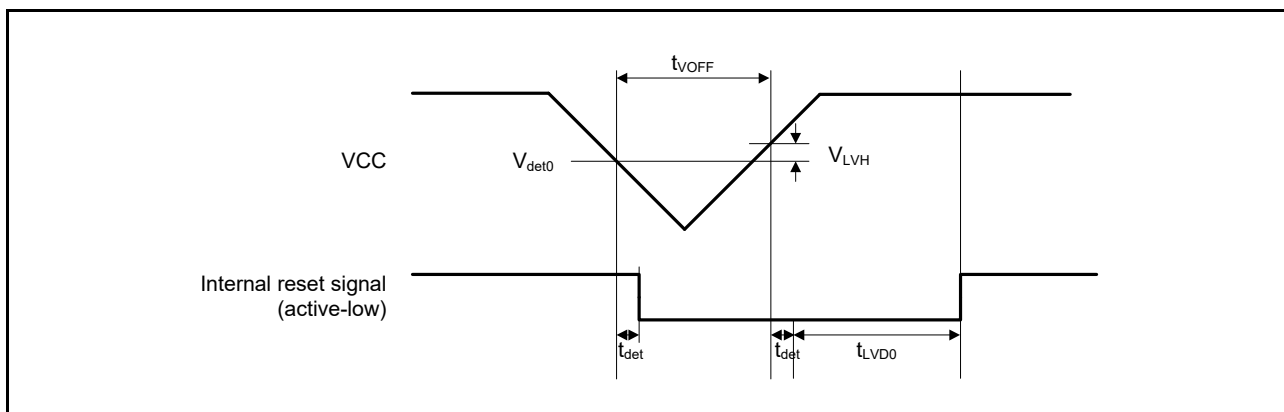 tVOFF
VCC
Vdet0
VLVH
Internal reset signal
(active-low)
tdet
tdet
tLVD0